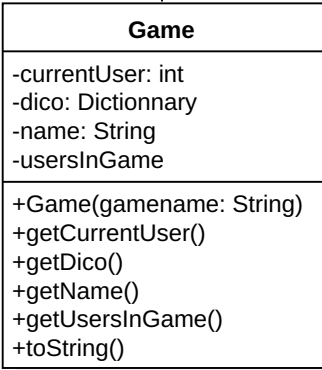 Game
-currentUser: int
-dico: Dictionnary
-name: String
-usersInGame
+Game(gamename: String)
+getCurrentUser()
+getDico()
+getName()
+getUsersInGame()
+toString()